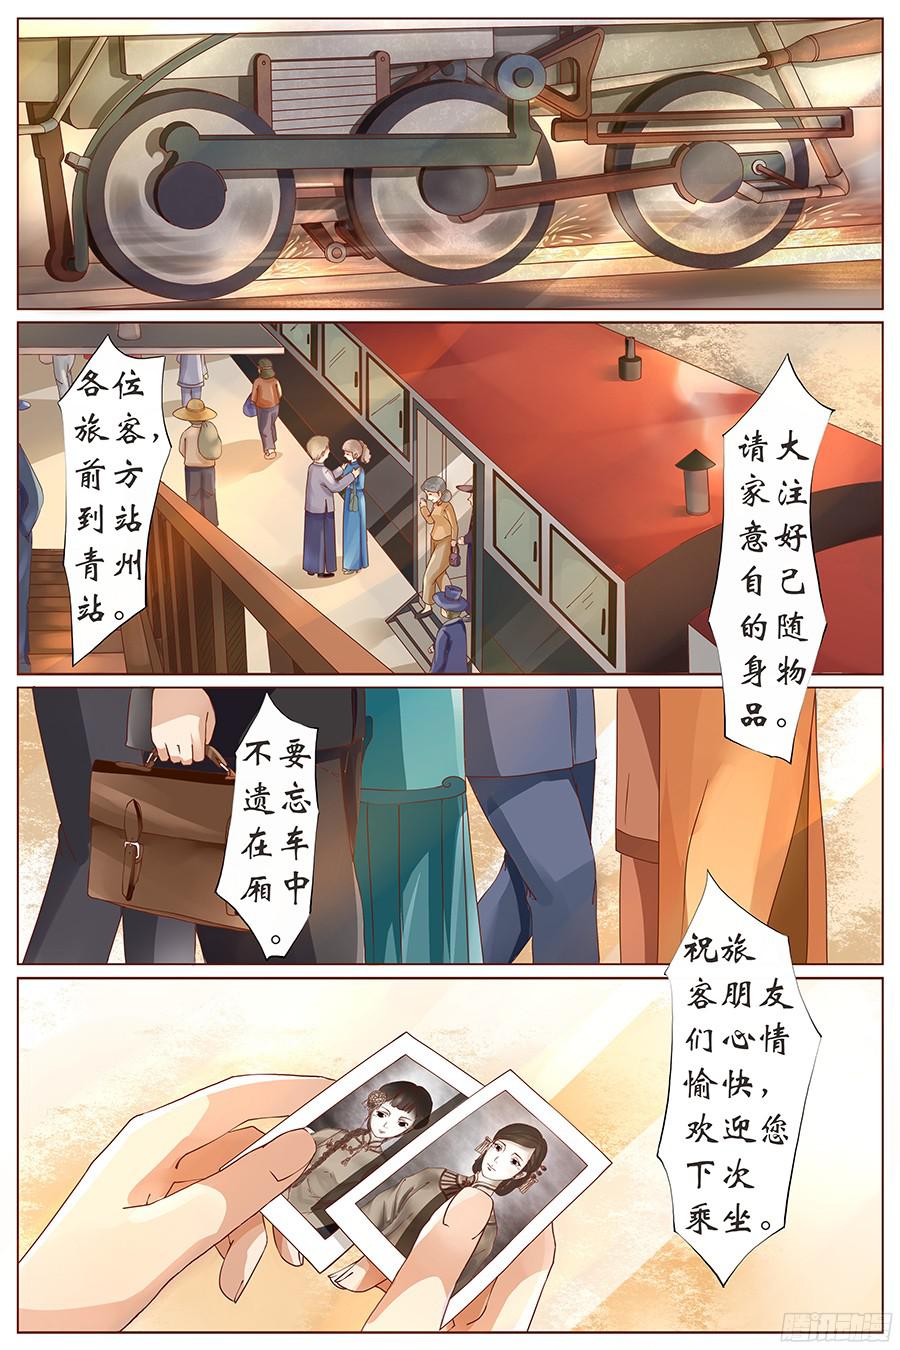 各位
旅客，
前方
到站
青州
站。
请大
家注
意好
自己
的随
身物
品。
不要
遗忘
在车
厢中
。
祝旅
客朋友
们心情
愉快，
欢迎您
下次
乘坐。
腾讯动漫